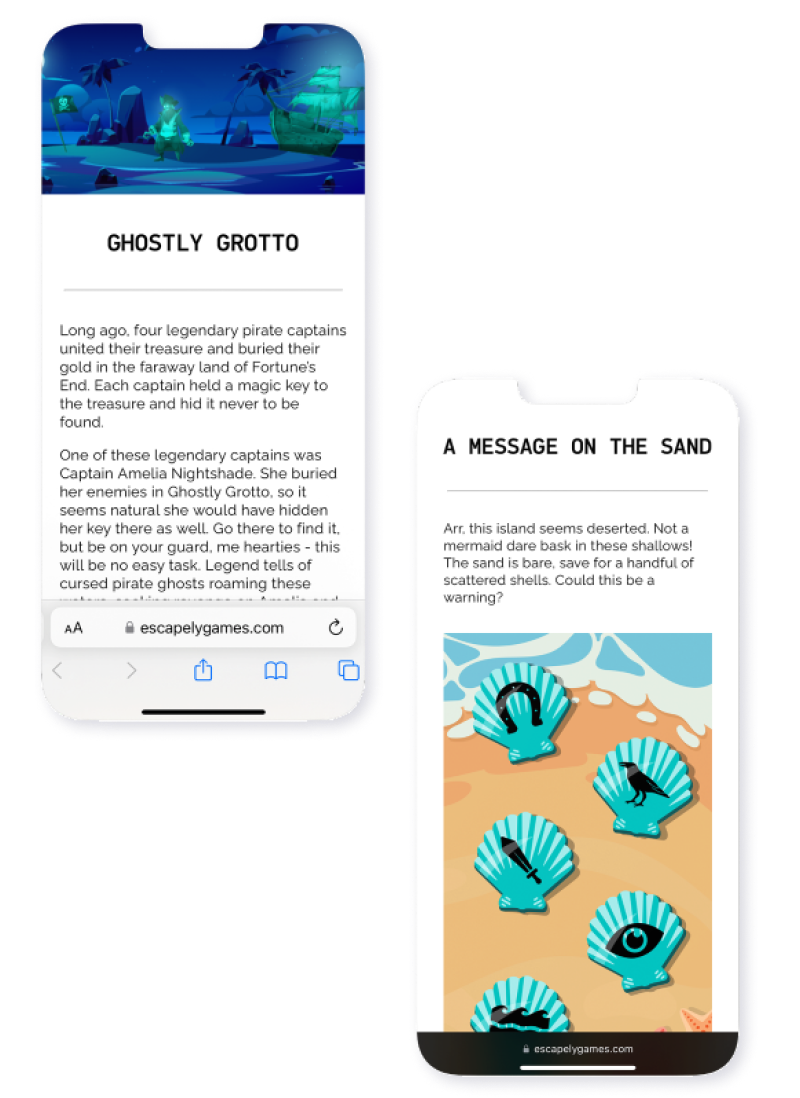 GHOSTLY GROTTO
Long ago, four legendary pirate captains
united their treasure and buried their
gold in the faraway land of Fortune's
End. Each captain held a magic key to
the treasure and hid it never to be
found.
One of these legendary captains was
Captain Amelia Nightshade. She buried
her enemies in Ghostly Grotto, so it
seems natural she would have hidden
her key there as well. Go there to find it,
but be on your guard, me hearties - this
will be no easy task. Legend tells of
cursed pirate ghosts roaming these
AA escapelygames.com
A MESSAGE ON THE SAND
Arr, this island seems deserted. Not a
mermaid dare bask in these shallows!
The sand is bare, save for a handful of
scattered shells. Could this be a
warning?
escapelygames.com